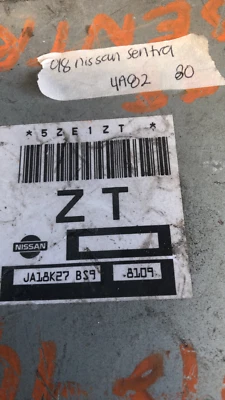 98 nissan sentra
4A82 80
* 5ZE1ZT *
ZT
NISSAN
JA18K27 BS9 8109